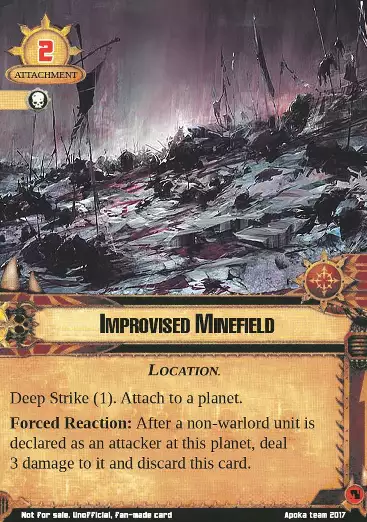 2
ATTACHMENT
IMPROVISED MINEFIELD
LOCATION.
Deep Strike (1). Attach to a planet.
Forced Reaction: After a non-warlord unit is
declared as an attacker at this planet, deal
3 damage to it and discard this card.
Not for sale. Unofficial, fan-made card
Apoka team 2017